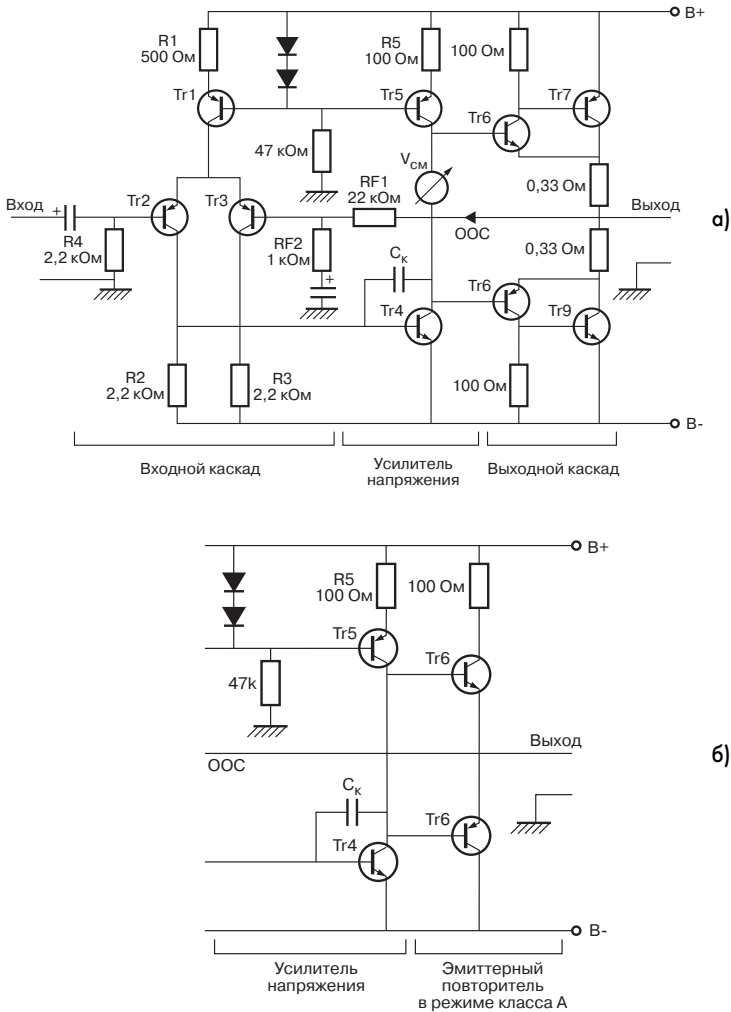 B+
R1
500 Ом
R5
100 Ом
100 Ом
Tr1
Tr5
Tr7
Tr6
47 кОм
Vсм
0,33 Ом
Вход
+
Tr2
Tr3
RF1
22 кОм
Выход
а)
R4
2,2 кОм
RF2
1 кОм
+
ООС
0,33 Ом
Cк
Tr6
Tr4
Tr9
R2
2,2 кОм
R3
2,2 кОм
100 Ом
B-
Входной каскад
Усилитель
напряжения
Выходной каскад
B+
R5
100 Ом
100 Ом
Tr5
Tr6
47k
Выход
б)
ООС
Cк
Tr6
Tr4
B-
Усилитель
напряжения
Эмиттерный
повторитель
в режиме класса А